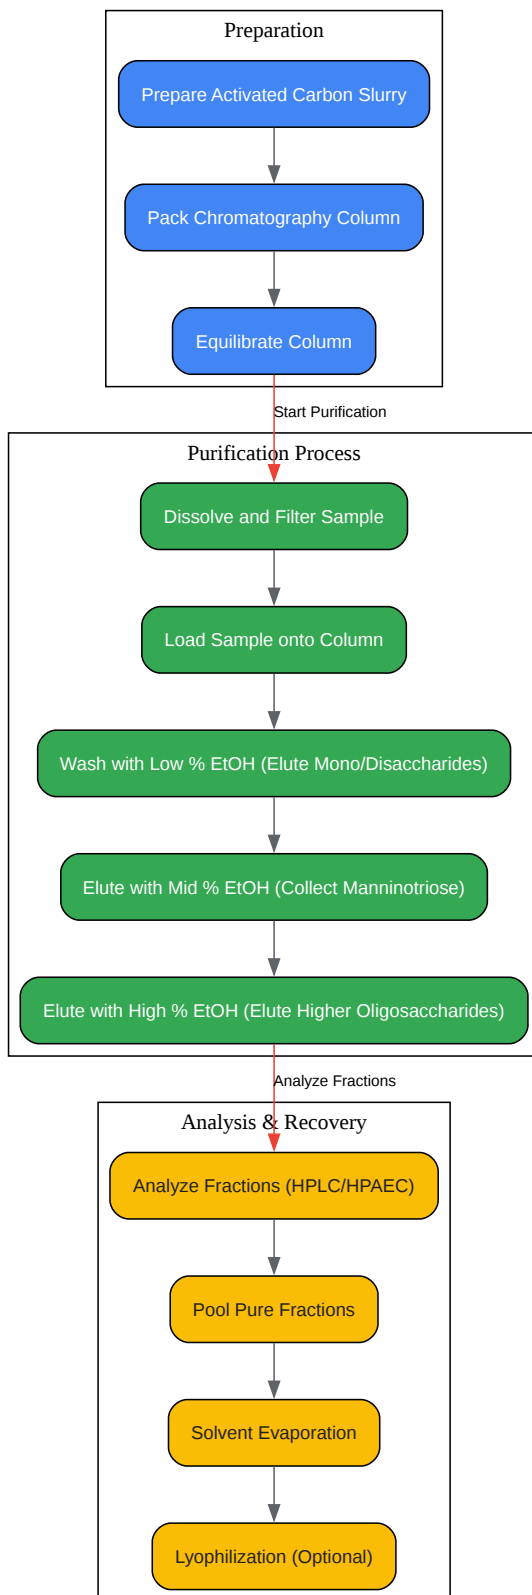 Preparation
Prepare Activated Carbon Slurry
Pack Chromatography Column
Equilibrate Column
Start Purification
Purification Process
Dissolve and Filter Sample
Load Sample onto Column
Wash with Low % EtOH (Elute Mono/Disaccharides)
Elute with Mid % EtOH (Collect Manninotriose)
Elute with High % EtOH (Elute Higher Oligosaccharides)
Analyze Fractions
Analysis & Recovery
Analyze Fractions (HPLC/HPAEC)
Pool Pure Fractions
Solvent Evaporation
Lyophilization (Optional)